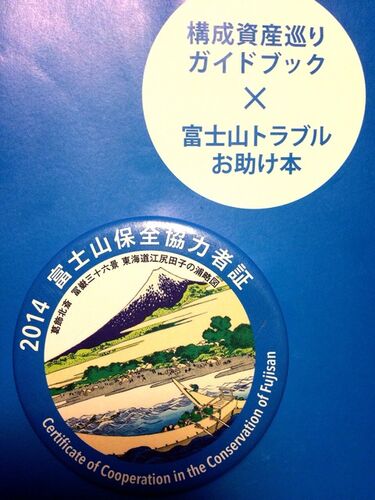 構成資産巡り
ガイドブック
×
富士山トラブル
お助け本
2014 富士山保全協力者証
葛飾北斎 富嶽三十六景 東海道江尻田子の浦略図
Certificate of Cooperation in the Conservation of Fujisan